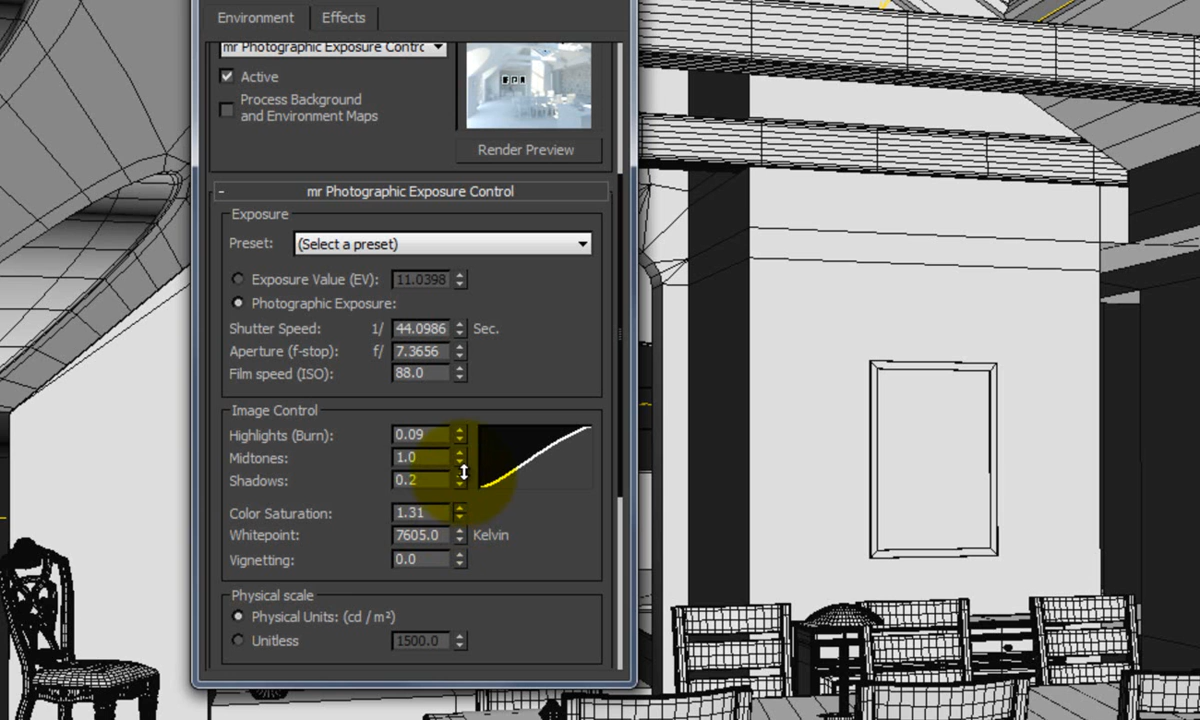 Environment Effects
mr Photographic Exposure Contrc
Active
Process Background
and Environment Maps
Render Preview
- mr Photographic Exposure Control
Exposure
Preset: (Select a preset)
Exposure Value (EV): 11.0398
Photographic Exposure:
Shutter Speed: 1/ 44.0986 Sec.
Aperture (f-stop): f/ 7.3656
Film speed (ISO): 88.0
Image Control
Highlights (Burn): 0.09
Midtones: 1.0
Shadows: 0.2
Color Saturation: 1.31
Whitepoint: 7605.0 Kelvin
Vignetting: 0.0
Physical scale
Physical Units: (cd / m²)
Unitless 1500.0